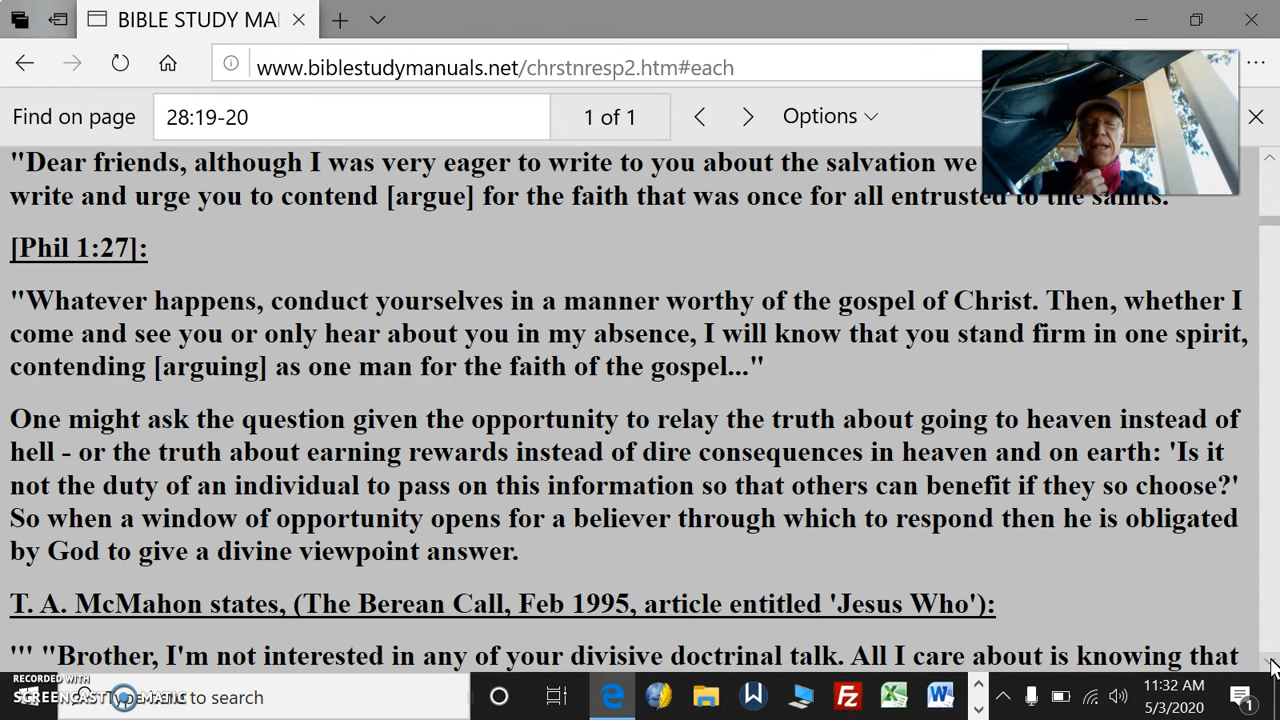 BIBLE STUDY MA
www.biblestudymanuals.net/chrstnresp2.htm#each
Find on page
28:19-20
1 of 1
Options
"Dear friends, although I was very eager to write to you about the salvation we
write and urge you to contend [argue] for the faith that was once for all entrusted to the saints.
[Phil 1:27]:
"Whatever happens, conduct yourselves in a manner worthy of the gospel of Christ. Then, whether I
come and see you or only hear about you in my absence, I will know that you stand firm in one spirit,
contending [arguing] as one man for the faith of the gospel..."
One might ask the question given the opportunity to relay the truth about going to heaven instead of
hell - or the truth about earning rewards instead of dire consequences in heaven and on earth: 'Is it
not the duty of an individual to pass on this information so that others can benefit if they so choose?'
So when a window of opportunity opens for a believer through which to respond then he is obligated
by God to give a divine viewpoint answer.
T. A. McMahon states, (The Berean Call, Feb 1995, article entitled 'Jesus Who'):
''' "Brother, I'm not interested in any of your divisive doctrinal talk. All I care about is knowing that
RECORDED WITH
SCREENCAST MATIC
Type here to search
11:32 AM
5/3/2020
1